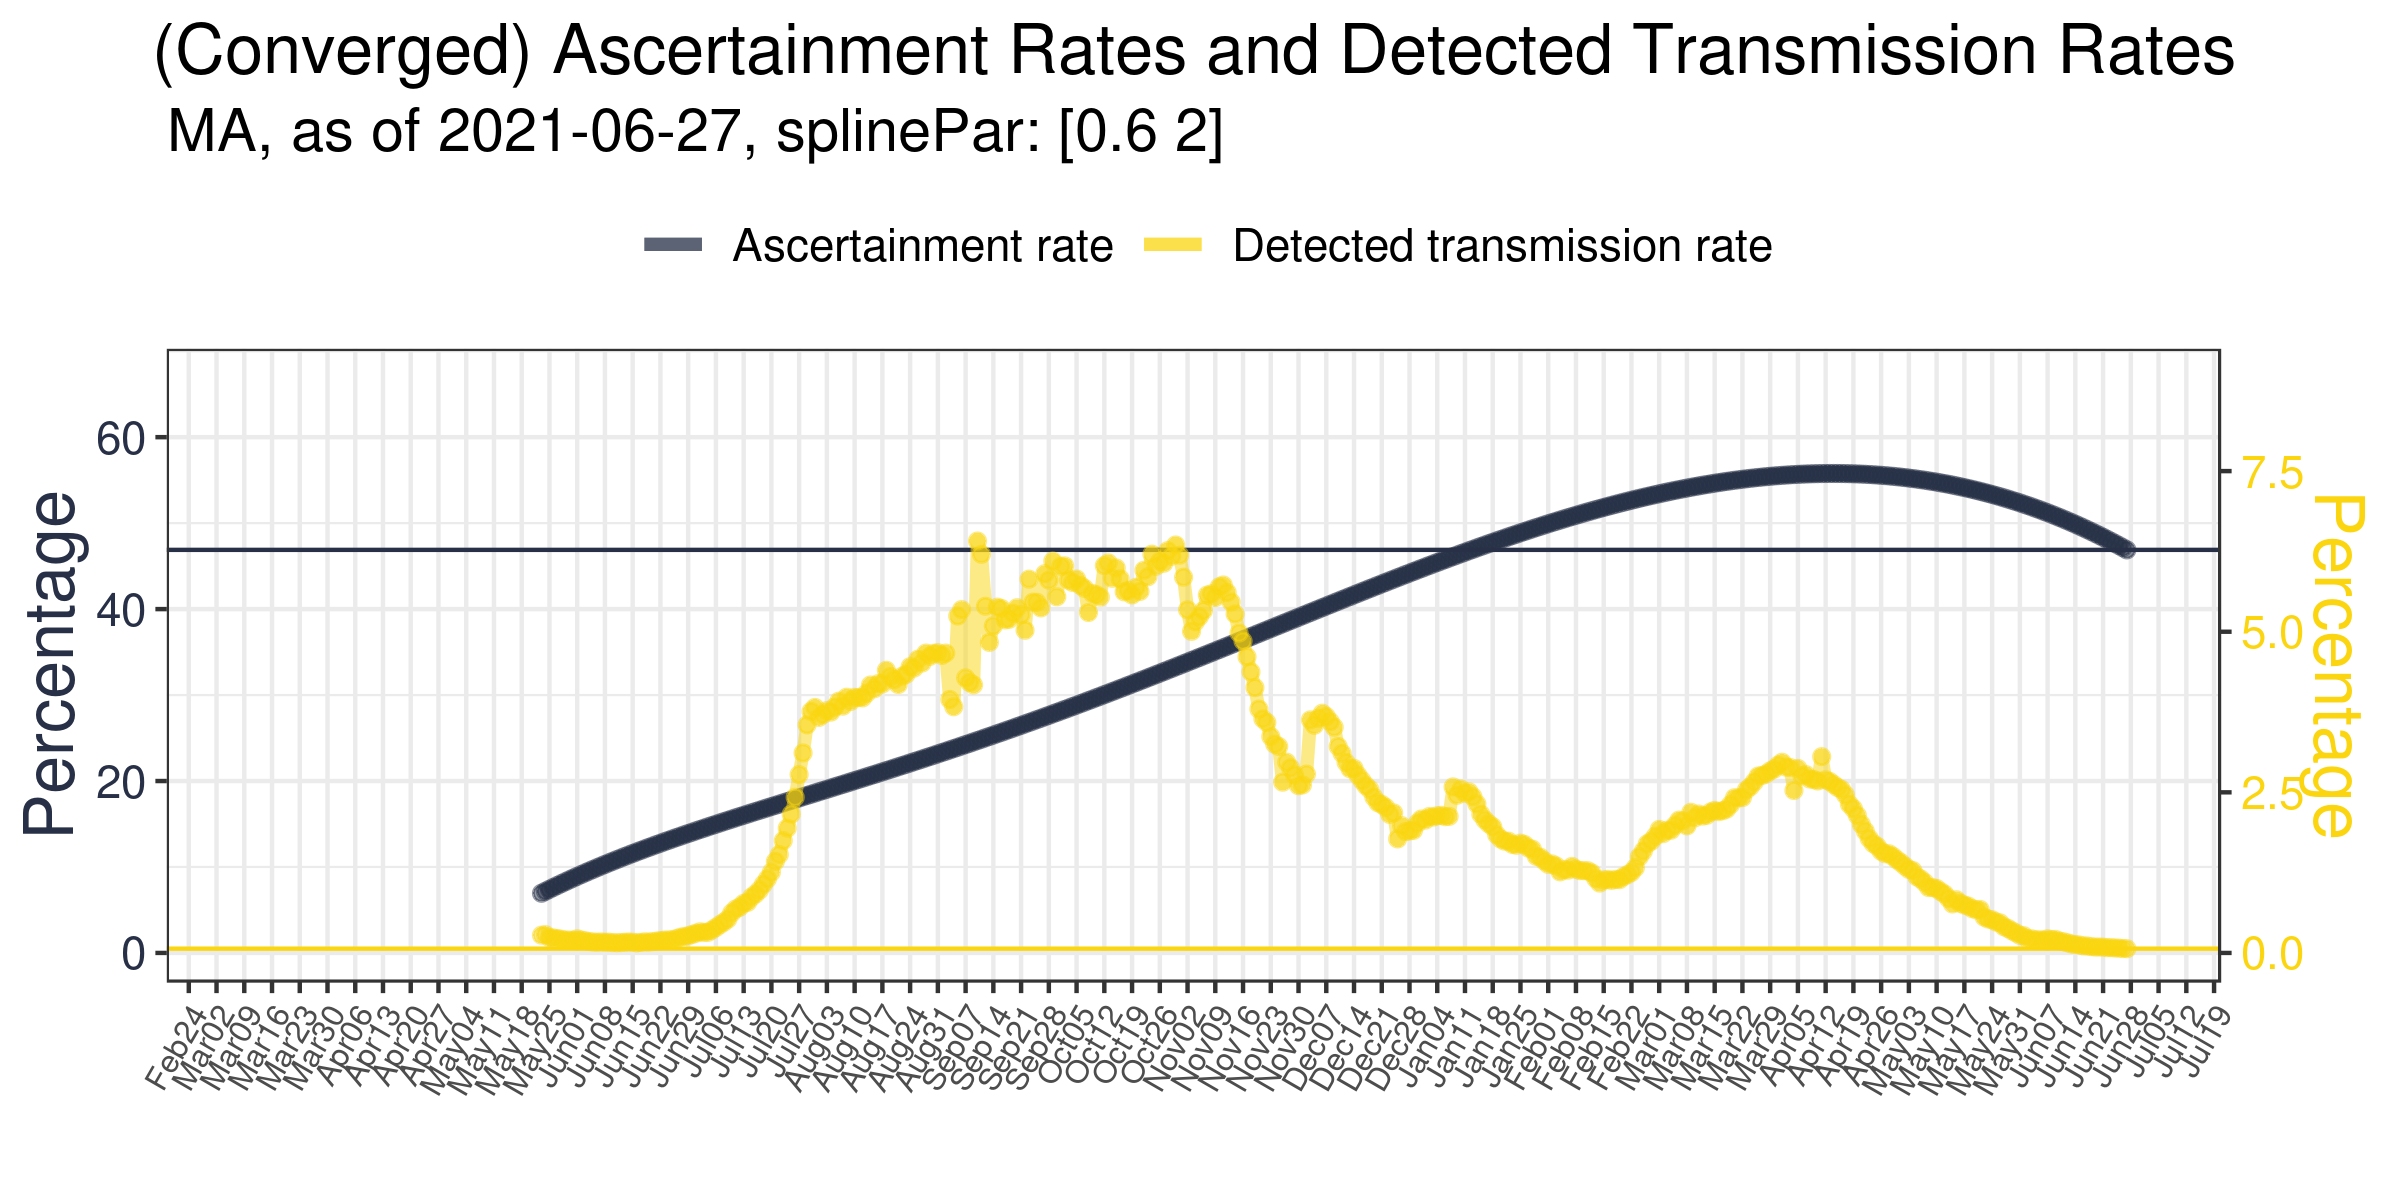 (Converged) Ascertainment Rates and Detected Transmission Rates
MA, as of 2021-06-27, splinePar: [0.6 2]
Ascertainment rate
Detected transmission rate
Percentage
60
40
20
0
7.5
5.0
2.5
0.0
Percentage
Feb24
Mar02
Mar09
Mar16
Mar23
Mar30
Apr06
Apr13
Apr20
Apr27
May04
May11
May18
May25
Jun01
Jun08
Jun15
Jun22
Jun29
Jul06
Jul13
Jul20
Jul27
Aug03
Aug10
Aug17
Aug24
Aug31
Sep07
Sep14
Sep21
Sep28
Oct05
Oct12
Oct19
Oct26
Nov02
Nov09
Nov16
Nov23
Nov30
Dec07
Dec14
Dec21
Dec28
Jan04
Jan11
Jan18
Jan25
Feb01
Feb08
Feb15
Feb22
Mar01
Mar08
Mar15
Mar22
Mar29
Apr05
Apr12
Apr19
Apr26
May03
May10
May17
May24
May31
Jun07
Jun14
Jun21
Jun28
Jul05
Jul12
Jul19